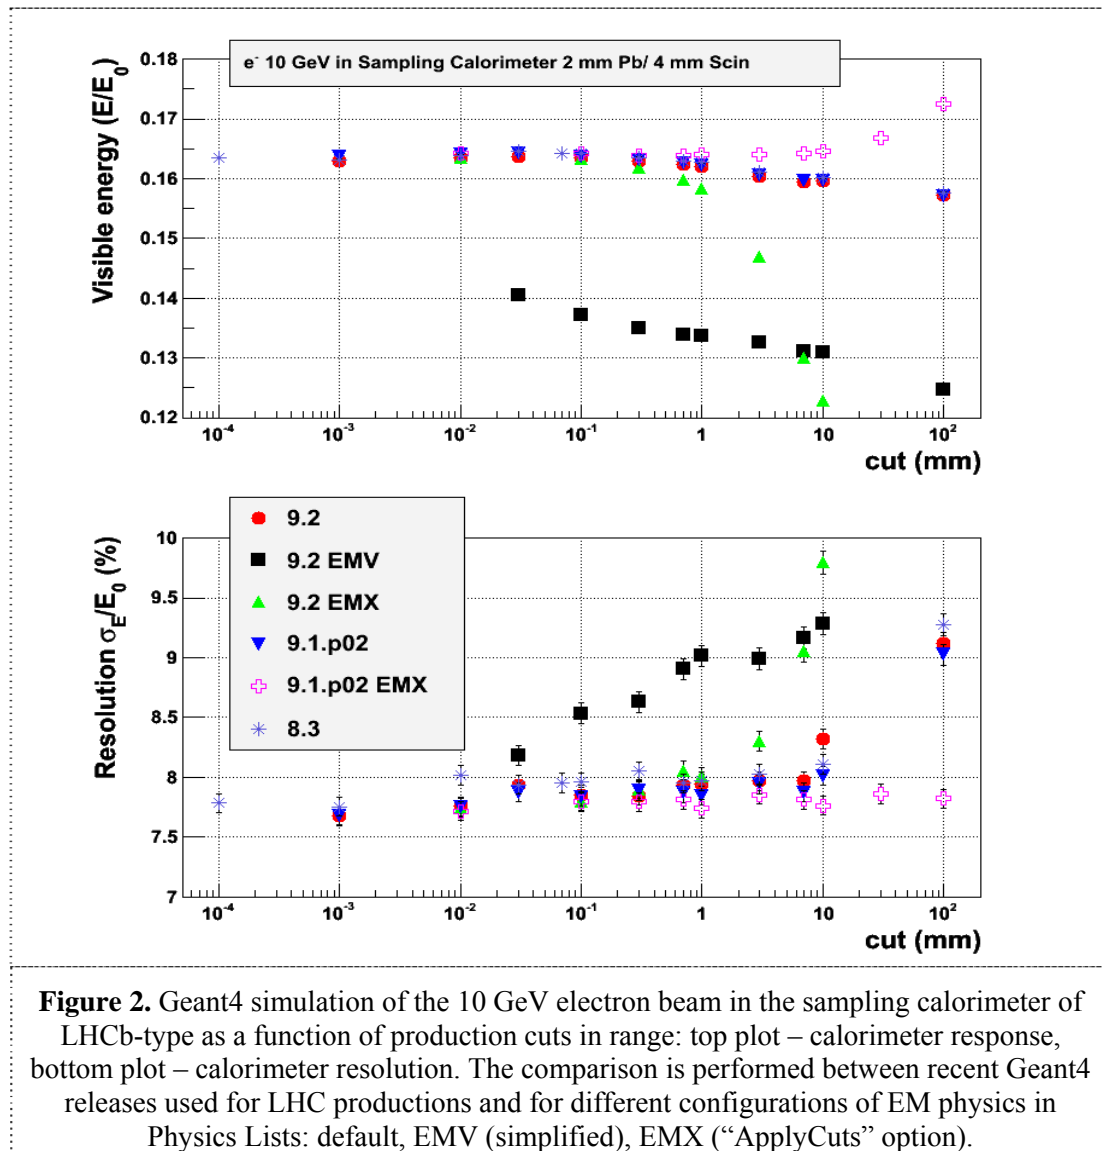 e⁻ 10 GeV in Sampling Calorimeter 2 mm Pb/ 4 mm Scin
Visible energy (E/E₀)
0.18
0.17
0.16
0.15
0.14
0.13
0.12
10⁻⁴ 10⁻³ 10⁻² 10⁻¹ 1 10 10²
cut (mm)
Resolution σ_E/E₀ (%)
10
9.5
9
8.5
8
7.5
7
9.2
9.2 EMV
9.2 EMX
9.1.p02
9.1.p02 EMX
8.3
10⁻⁴ 10⁻³ 10⁻² 10⁻¹ 1 10 10²
cut (mm)
Figure 2. Geant4 simulation of the 10 GeV electron beam in the sampling calorimeter of
LHCb-type as a function of production cuts in range: top plot – calorimeter response,
bottom plot – calorimeter resolution. The comparison is performed between recent Geant4
releases used for LHC productions and for different configurations of EM physics in
Physics Lists: default, EMV (simplified), EMX (“ApplyCuts” option).